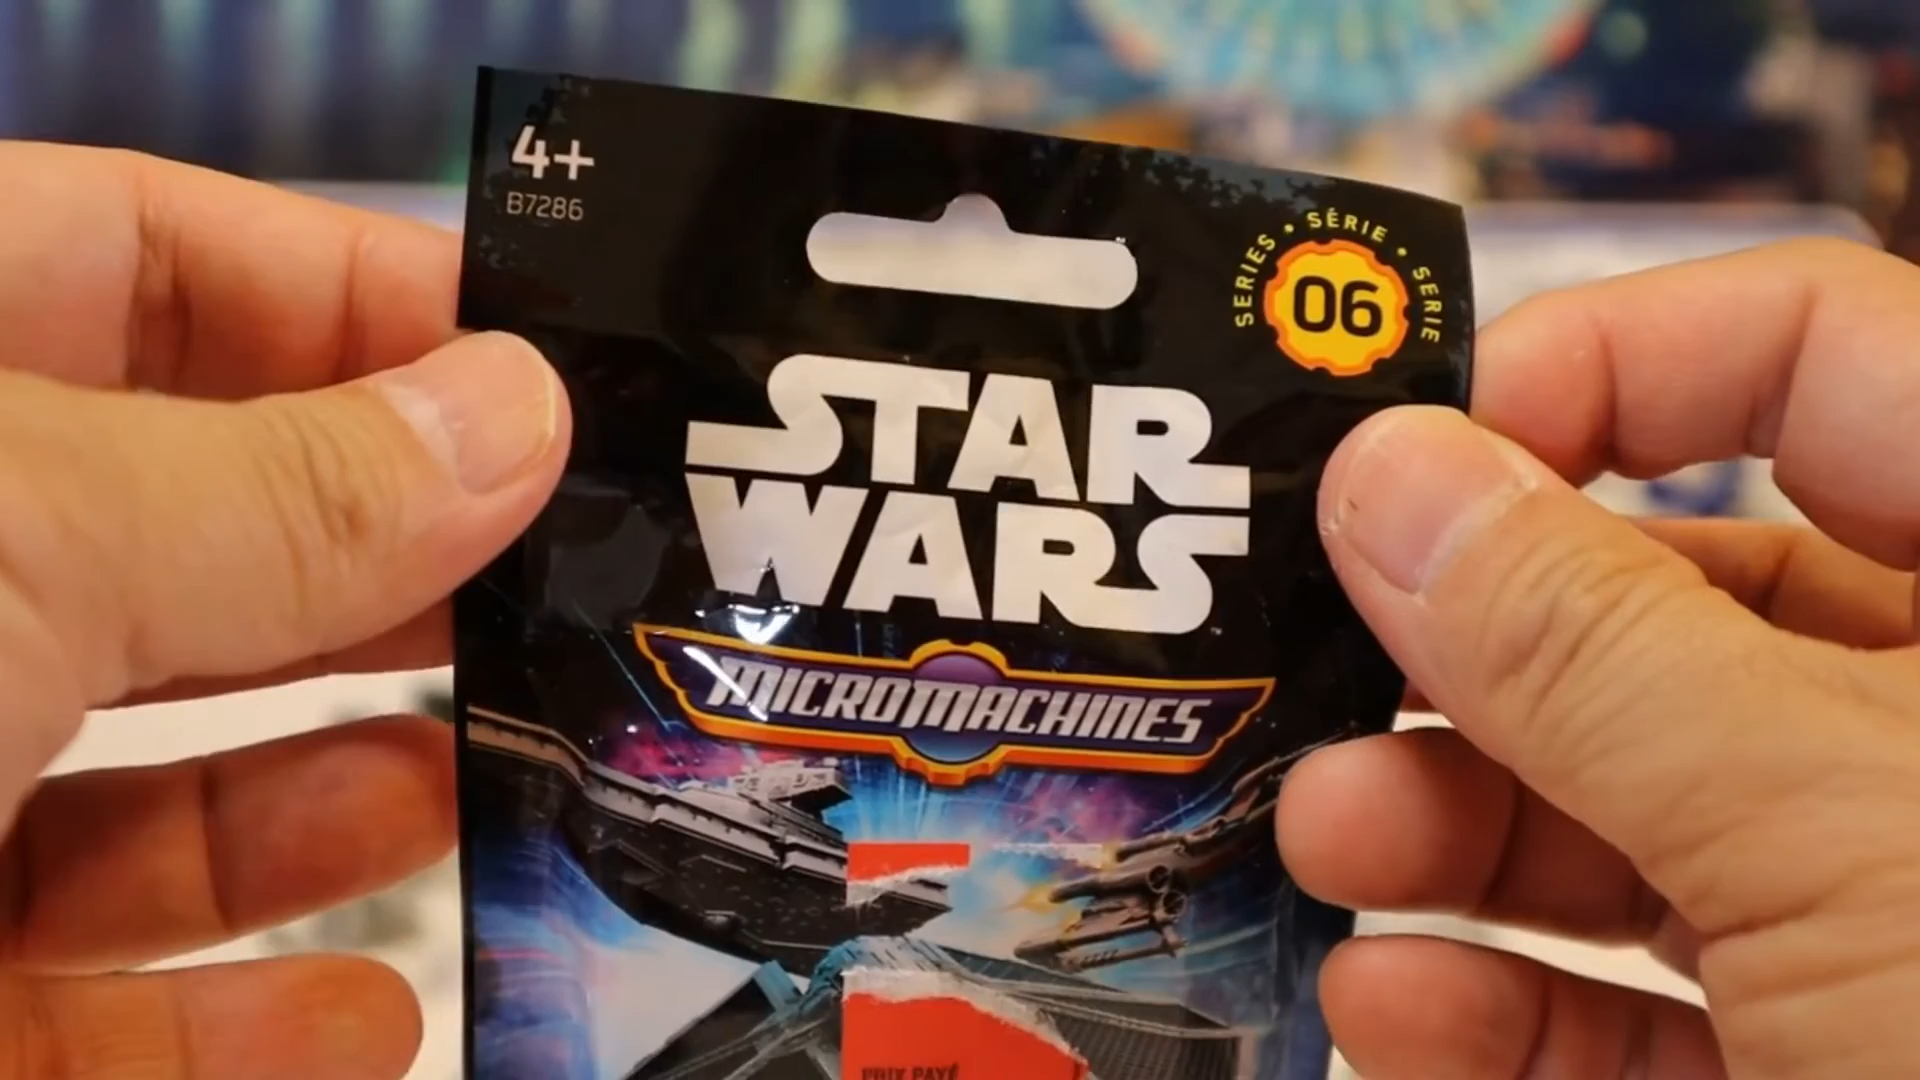 4+
B7286
SERIES • SÉRIE • SERIE
06
STAR
WARS
MICROMACHINES
PRIX PAYÉ